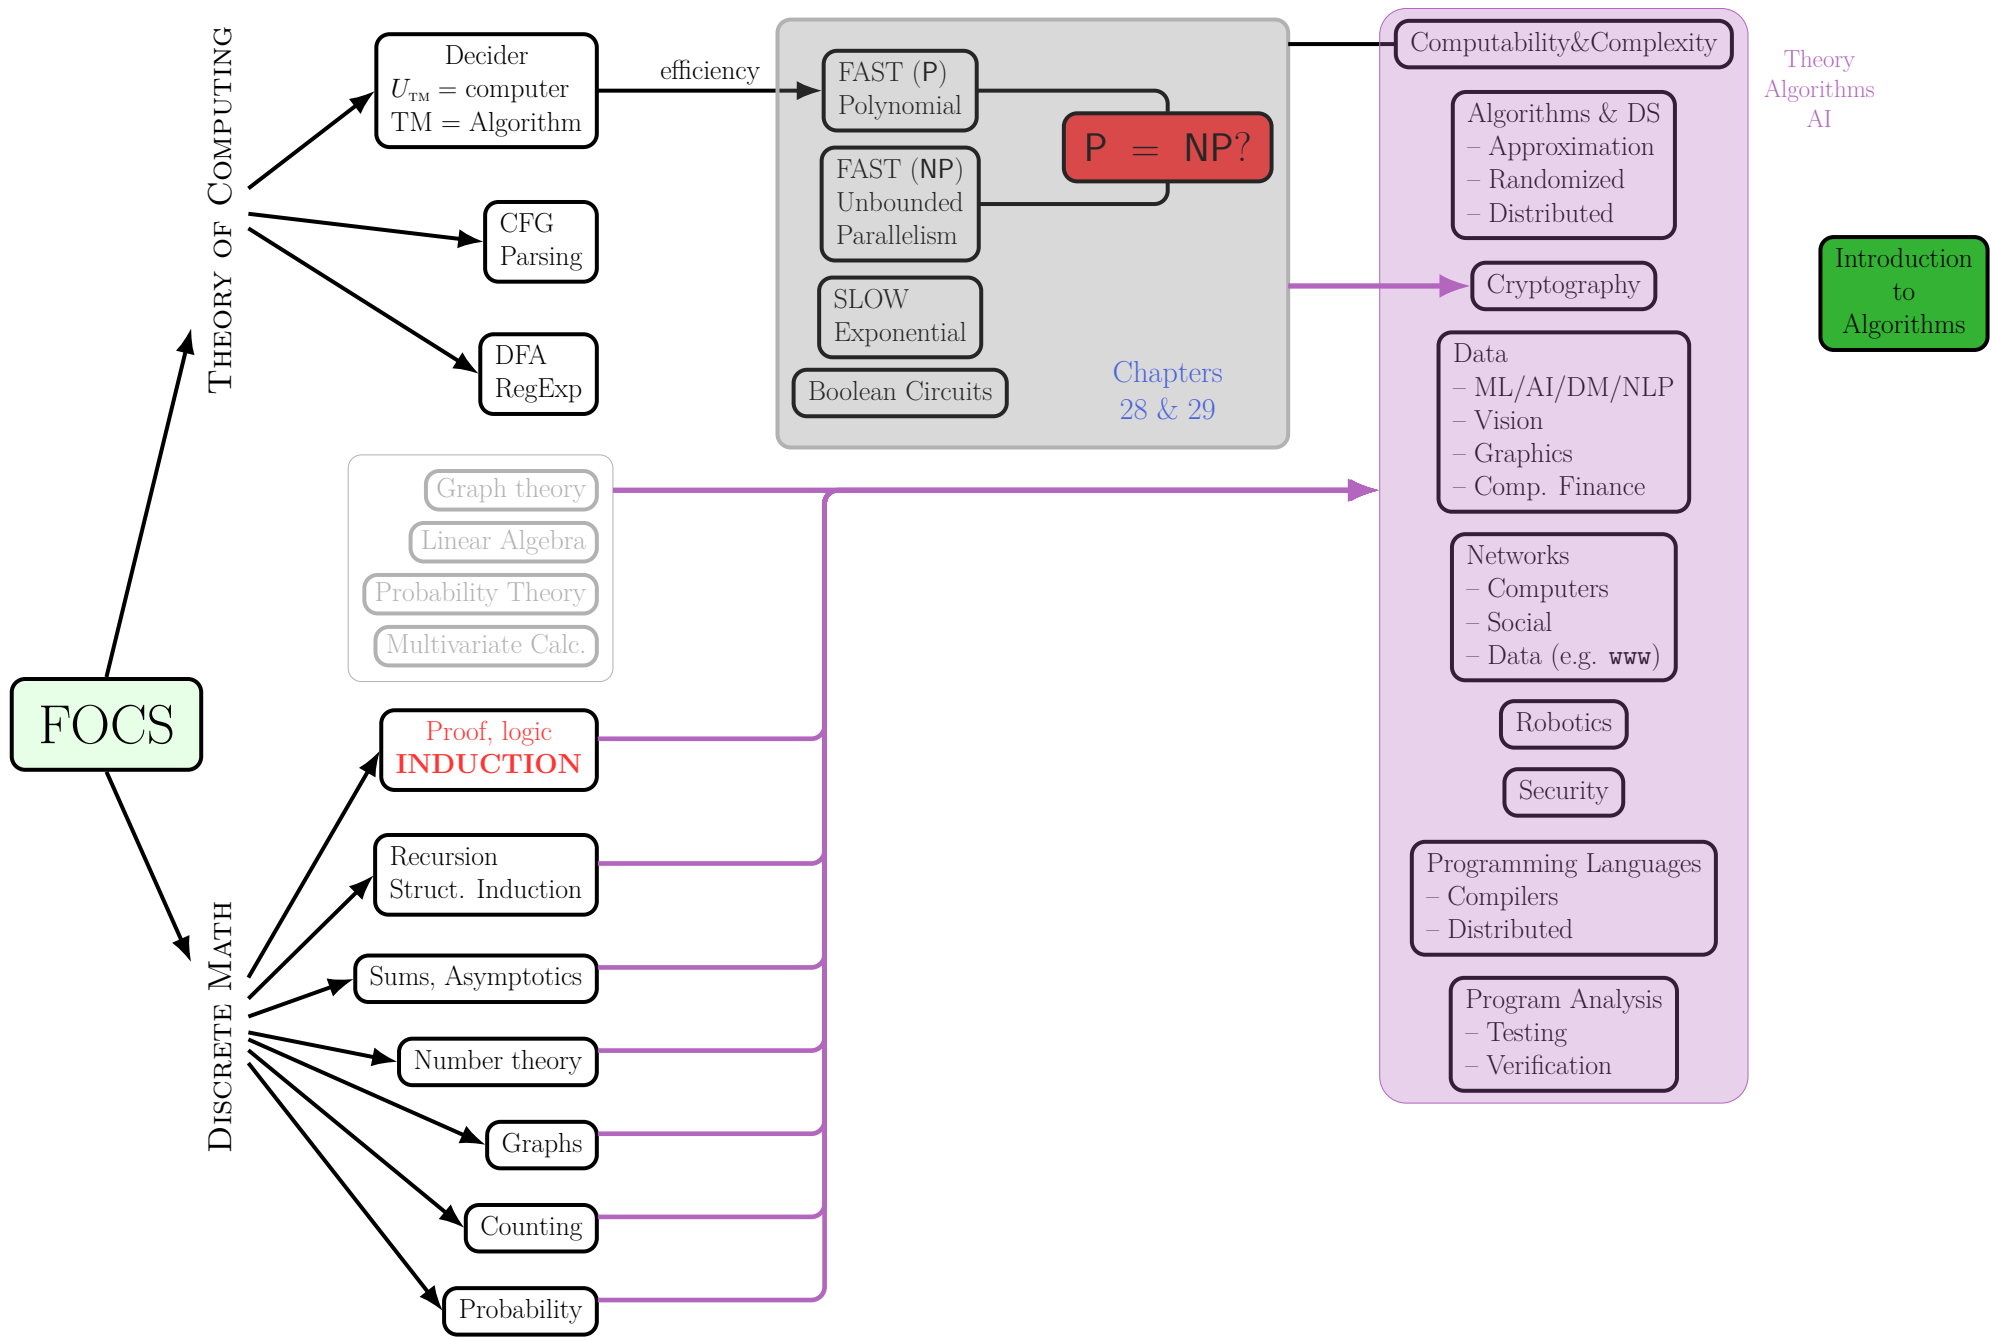 THEORY OF COMPUTING
Decider
U_TM = computer
TM = Algorithm
CFG
Parsing
DFA
RegExp
efficiency
FAST (P)
Polynomial
FAST (NP)
Unbounded
Parallelism
SLOW
Exponential
Boolean Circuits
P = NP?
Chapters
28 & 29
Graph theory
Linear Algebra
Probability Theory
Multivariate Calc.
FOCS
DISCRETE MATH
Proof, logic
INDUCTION
Recursion
Struct. Induction
Sums, Asymptotics
Number theory
Graphs
Counting
Probability
Computability&Complexity
Algorithms & DS
– Approximation
– Randomized
– Distributed
Cryptography
Data
– ML/AI/DM/NLP
– Vision
– Graphics
– Comp. Finance
Networks
– Computers
– Social
– Data (e.g. www)
Robotics
Security
Programming Languages
– Compilers
– Distributed
Program Analysis
– Testing
– Verification
Theory
Algorithms
AI
Introduction
to
Algorithms